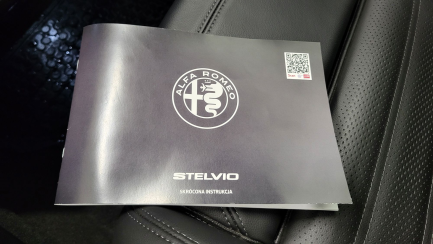 ALFA ROMEO
STELVIO
SKRÓCONA INSTRUKCJA